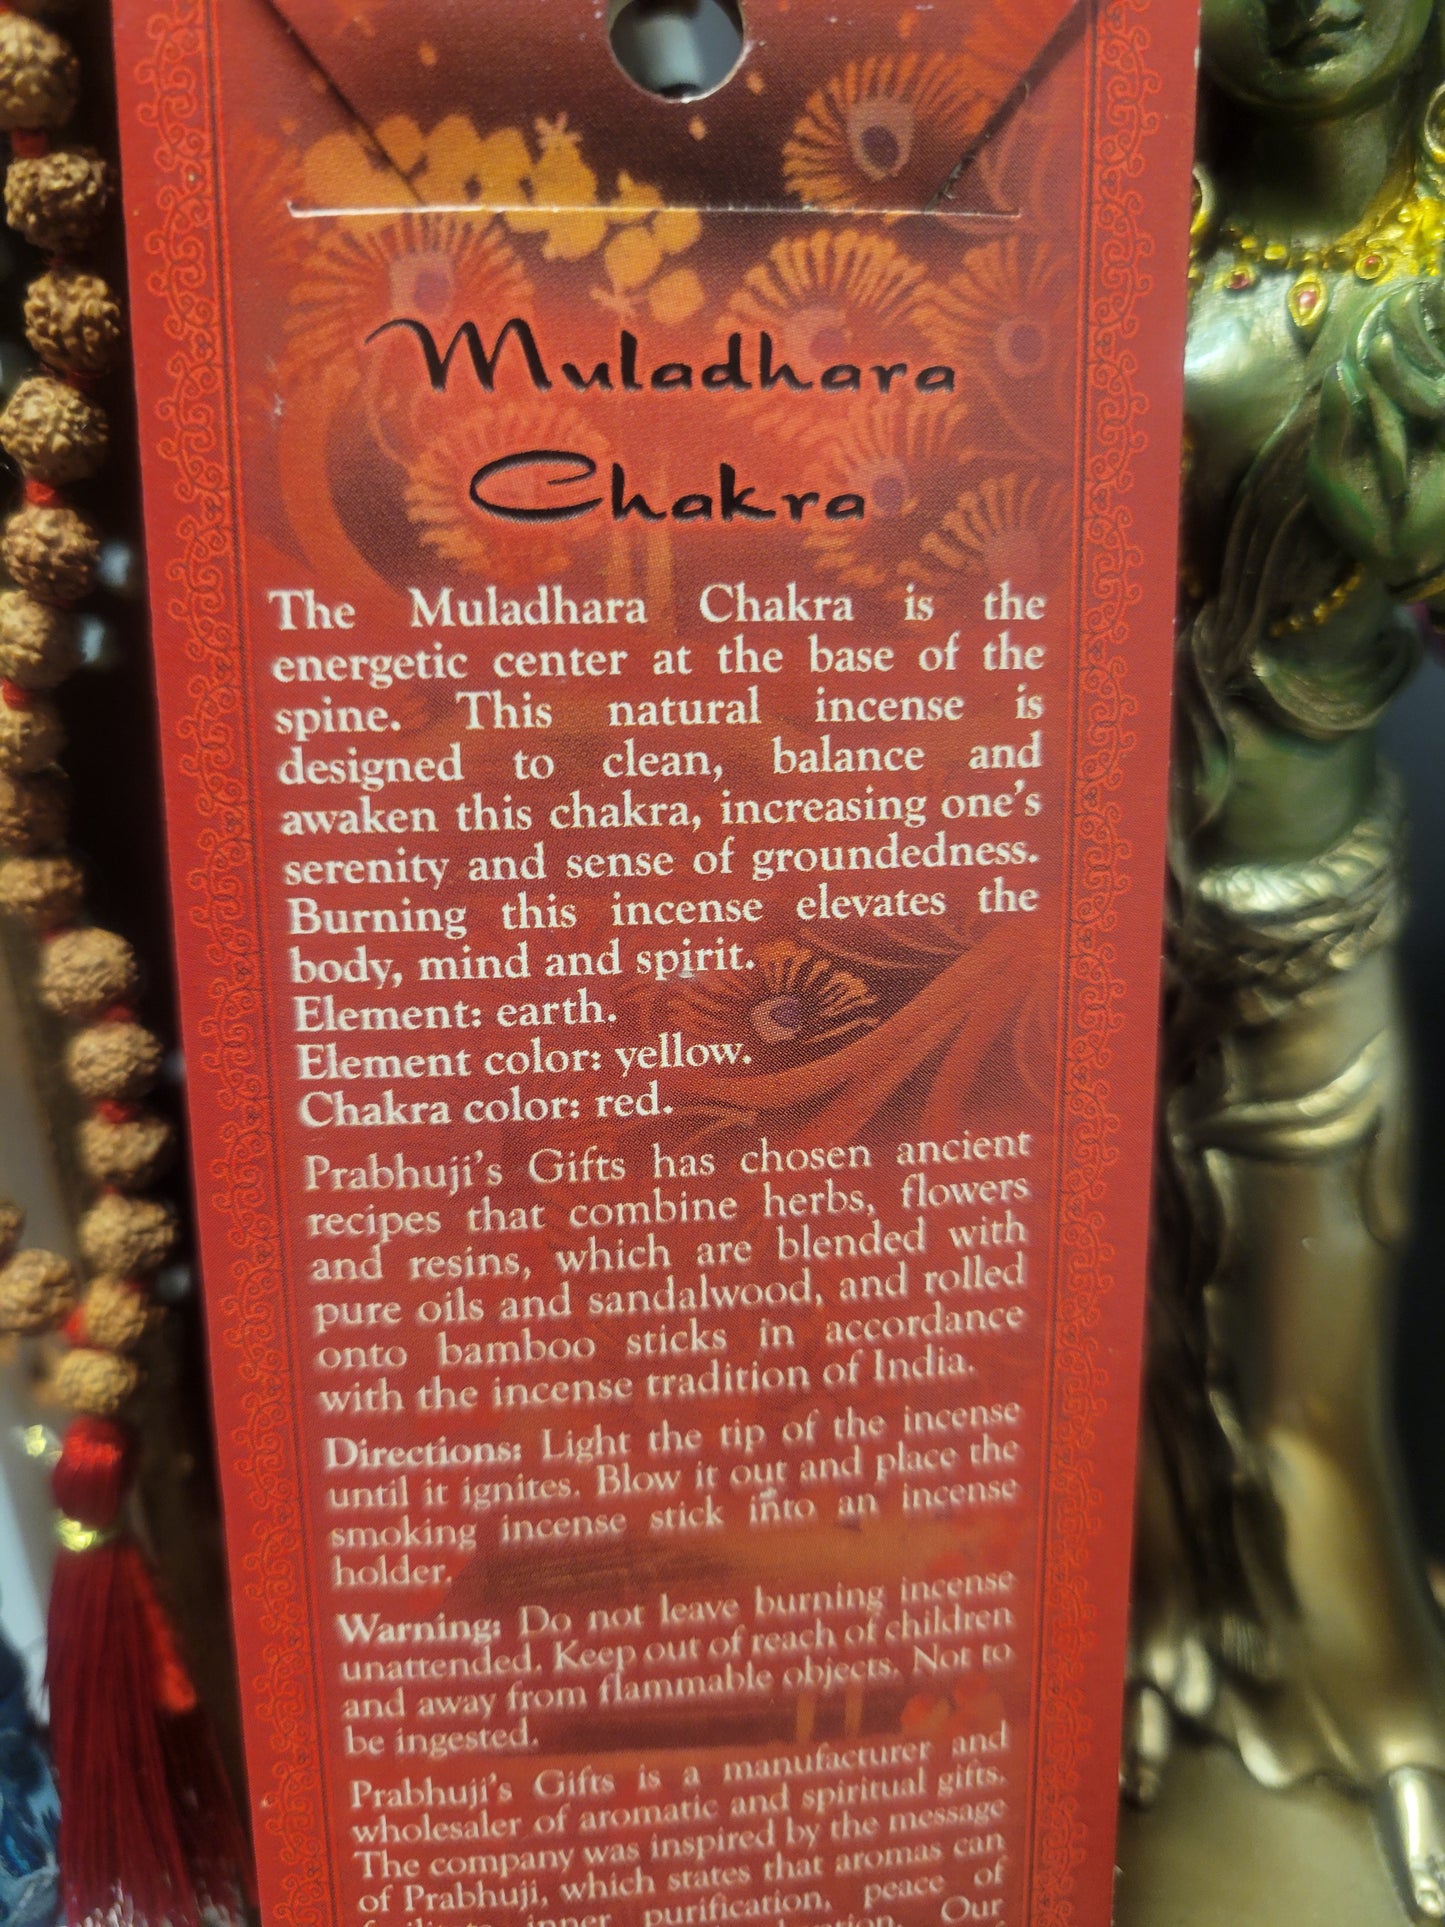 Muladhara
Chakra
The Muladhara Chakra is the
energetic center at the base of the
spine. This natural incense is
designed to clean, balance and
awaken this chakra, increasing one's
serenity and sense of groundedness.
Burning this incense elevates the
body, mind and spirit.
Element: earth.
Element color: yellow.
Chakra color: red.
Prabhuji's Gifts has chosen ancient
recipes that combine herbs, flowers
and resins, which are blended with
pure oils and sandalwood, and rolled
onto bamboo sticks in accordance
with the incense tradition of India.
Directions: Light the tip of the incense
until it ignites. Blow it out and place the
smoking incense stick into an incense
holder.
Warning: Do not leave burning incense
unattended. Keep out of reach of children
and away from flammable objects. Not to
be ingested.
Prabhuji's Gifts is a manufacturer and
wholesaler of aromatic and spiritual gifts.
The company was inspired by the message
of Prabhuji, which states that aromas can
inner purification, peace of
Our